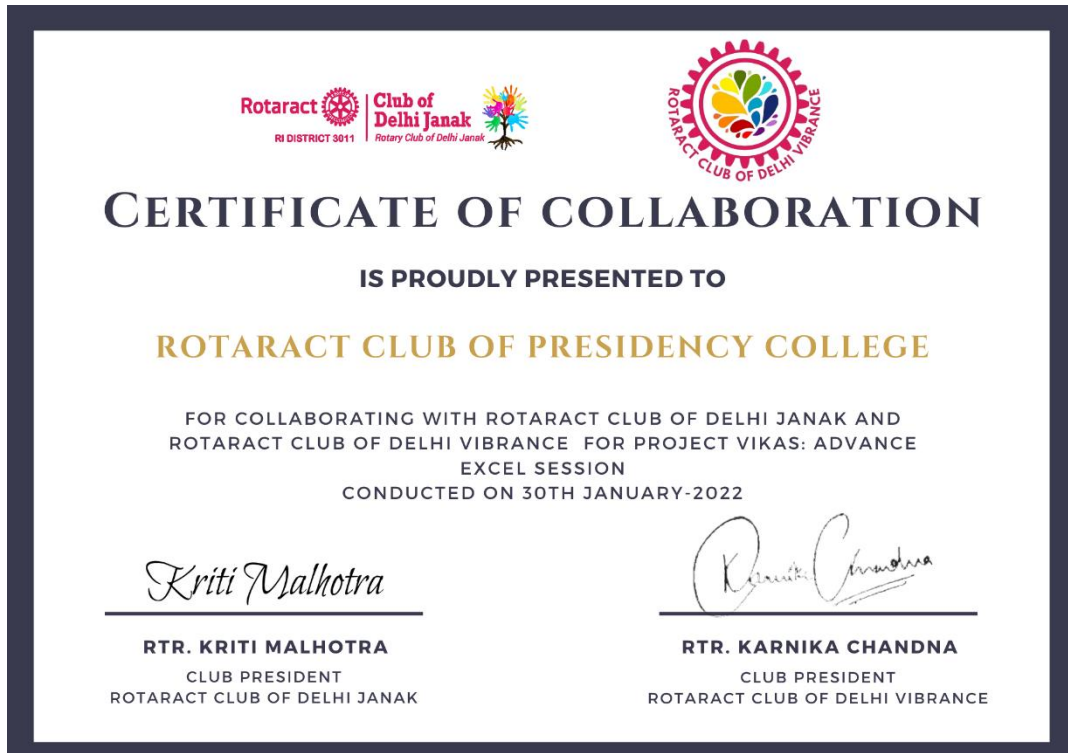 Rotaract
RI DISTRICT 3011
Club of
Delhi Janak
Rotary Club of Delhi Janak
ROTARACT CLUB OF DELHI VIBRANCE
CERTIFICATE OF COLLABORATION
IS PROUDLY PRESENTED TO
ROTARACT CLUB OF PRESIDENCY COLLEGE
FOR COLLABORATING WITH ROTARACT CLUB OF DELHI JANAK AND
ROTARACT CLUB OF DELHI VIBRANCE FOR PROJECT VIKAS: ADVANCE
EXCEL SESSION
CONDUCTED ON 30TH JANUARY-2022
Kriti Malhotra
Karnika Chandna
RTR. KRITI MALHOTRA
CLUB PRESIDENT
ROTARACT CLUB OF DELHI JANAK
RTR. KARNIKA CHANDNA
CLUB PRESIDENT
ROTARACT CLUB OF DELHI VIBRANCE